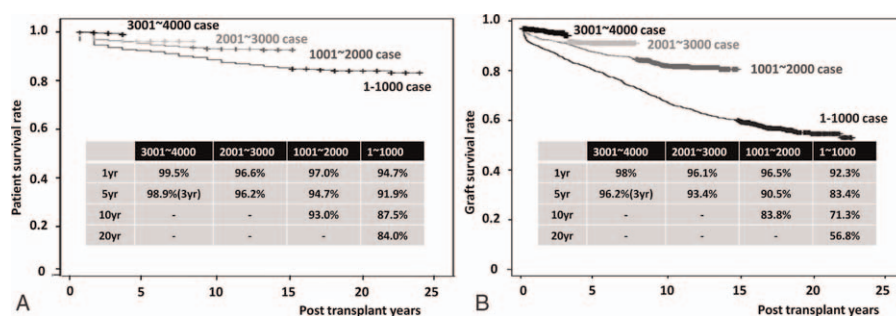 3001~4000 case
2001~3000 case
1001~2000 case
1-1000 case
Patient survival rate
1.0
0.8
0.6
0.4
0.2
0
3001~4000 2001~3000 1001~2000 1~1000
1yr 99.5% 96.6% 97.0% 94.7%
5yr 98.9%(3yr) 96.2% 94.7% 91.9%
10yr - - 93.0% 87.5%
20yr - - - 84.0%
0 5 10 15 20 25
Post transplant years
A
3001~4000 case
2001~3000 case
1001~2000 case
1-1000 case
Graft survival rate
1.0
0.8
0.6
0.4
0.2
0
3001~4000 2001~3000 1001~2000 1~1000
1yr 98% 96.1% 96.5% 92.3%
5yr 96.2%(3yr) 93.4% 90.5% 83.4%
10yr - - 83.8% 71.3%
20yr - - - 56.8%
0 5 10 15 20 25
Post transplant years
B